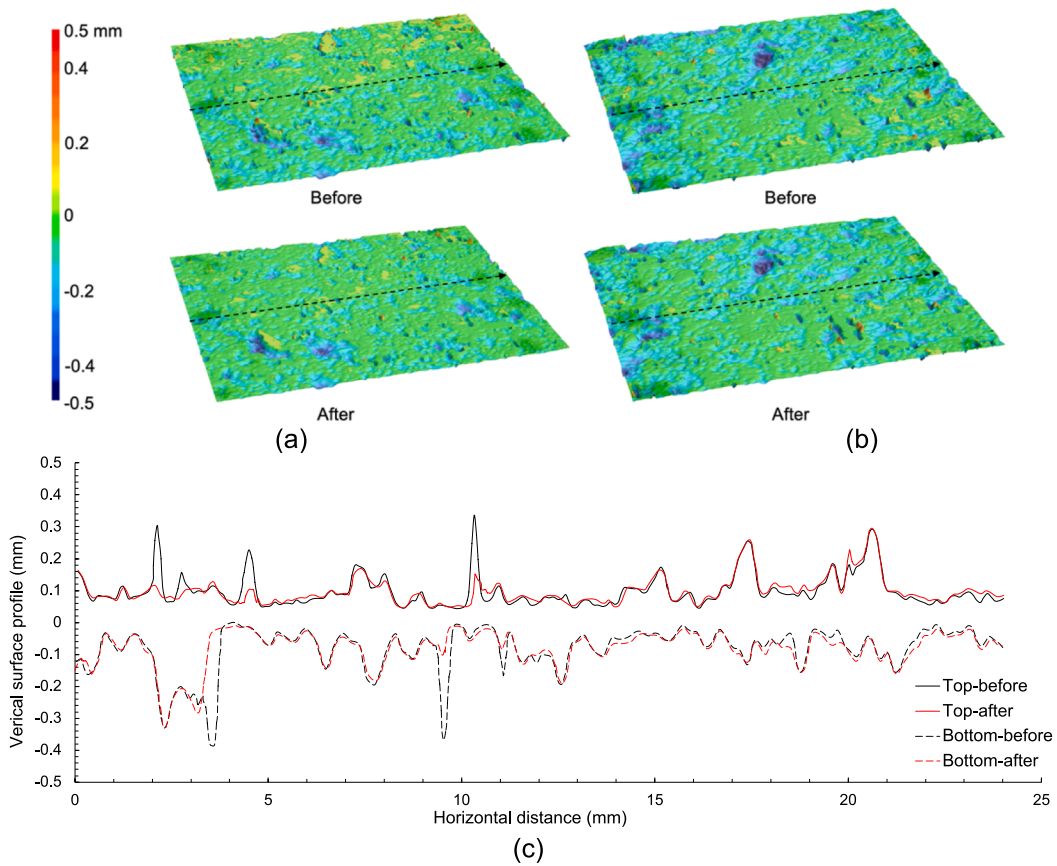 0.5 mm
0.4
0.2
0
-0.2
-0.4
-0.5
Before
Before
After
After
(a)
(b)
0.5
0.4
0.3
0.2
0.1
0
-0.1
-0.2
-0.3
-0.4
-0.5
Verical surface profile (mm)
Top-before
Top-after
Bottom-before
Bottom-after
0
5
10
15
20
25
Horizontal distance (mm)
(c)